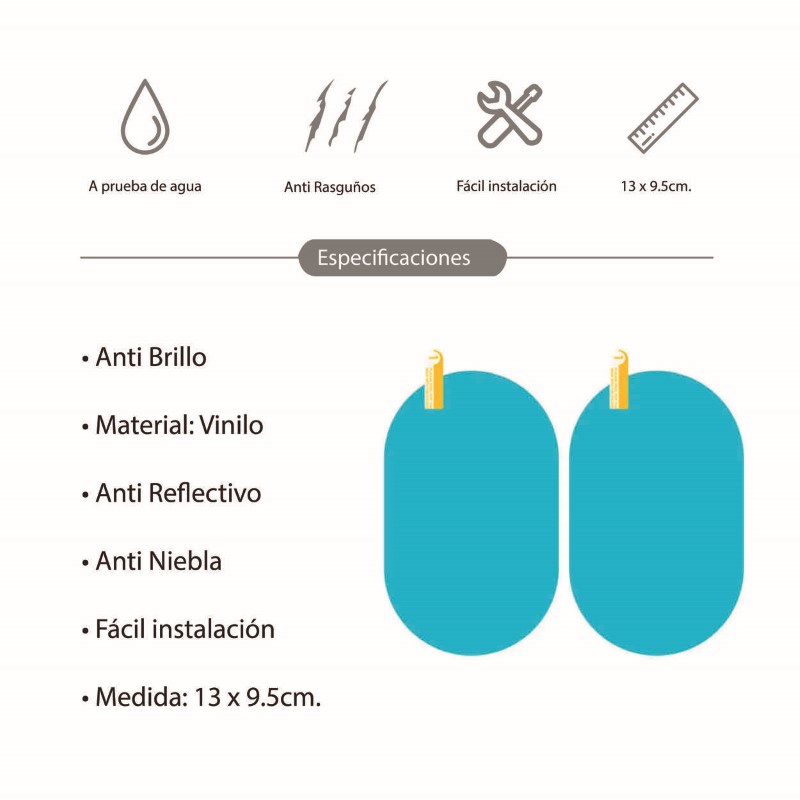 A prueba de agua
Anti Rasguños
Fácil instalación
13 x 9.5cm.
Especificaciones
• Anti Brillo
• Material: Vinilo
• Anti Reflectivo
• Anti Niebla
• Fácil instalación
• Medida: 13 x 9.5cm.